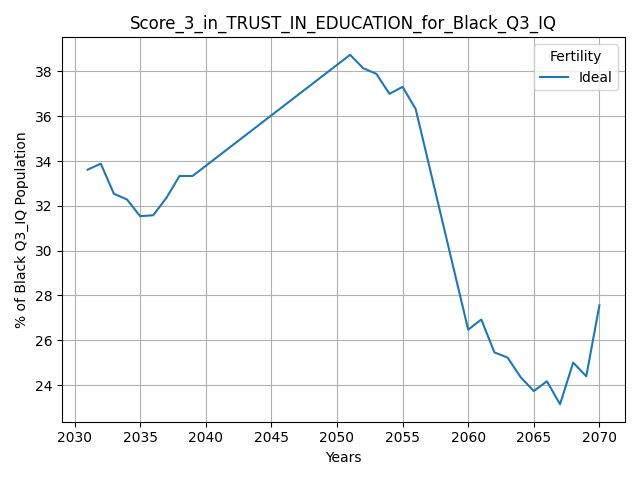 Score_3_in_TRUST_IN_EDUCATION_for_Black_Q3_IQ
Fertility
Ideal
% of Black Q3_IQ Population
38
36
34
32
30
28
26
24
2030 2035 2040 2045 2050 2055 2060 2065 2070
Years